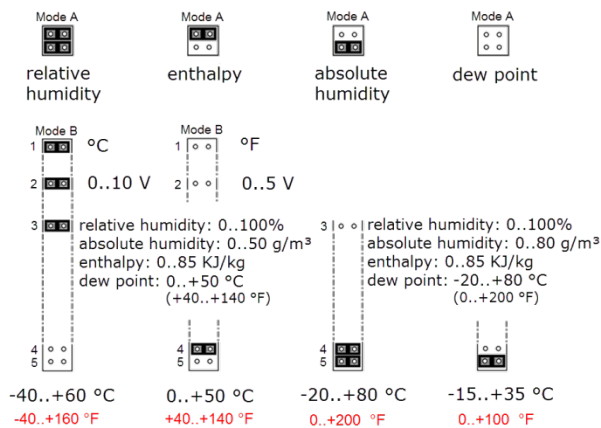 Mode A Mode A Mode A Mode A
relative humidity
enthalpy
absolute humidity
dew point
Mode B Mode B
1 °C 1 °F
2 0..10 V 2 0..5 V
3 relative humidity: 0..100%
absolute humidity: 0..50 g/m³
enthalpy: 0..85 KJ/kg
dew point: 0..+50 °C
(+40..+140 °F)
3 relative humidity: 0..100%
absolute humidity: 0..80 g/m³
enthalpy: 0..85 KJ/kg
dew point: -20..+80 °C
(0..+200 °F)
4 4 4
5 5 5
-40..+60 °C 0..+50 °C -20..+80 °C -15..+35 °C
-40..+160 °F +40..+140 °F 0..+200 °F 0..+100 °F